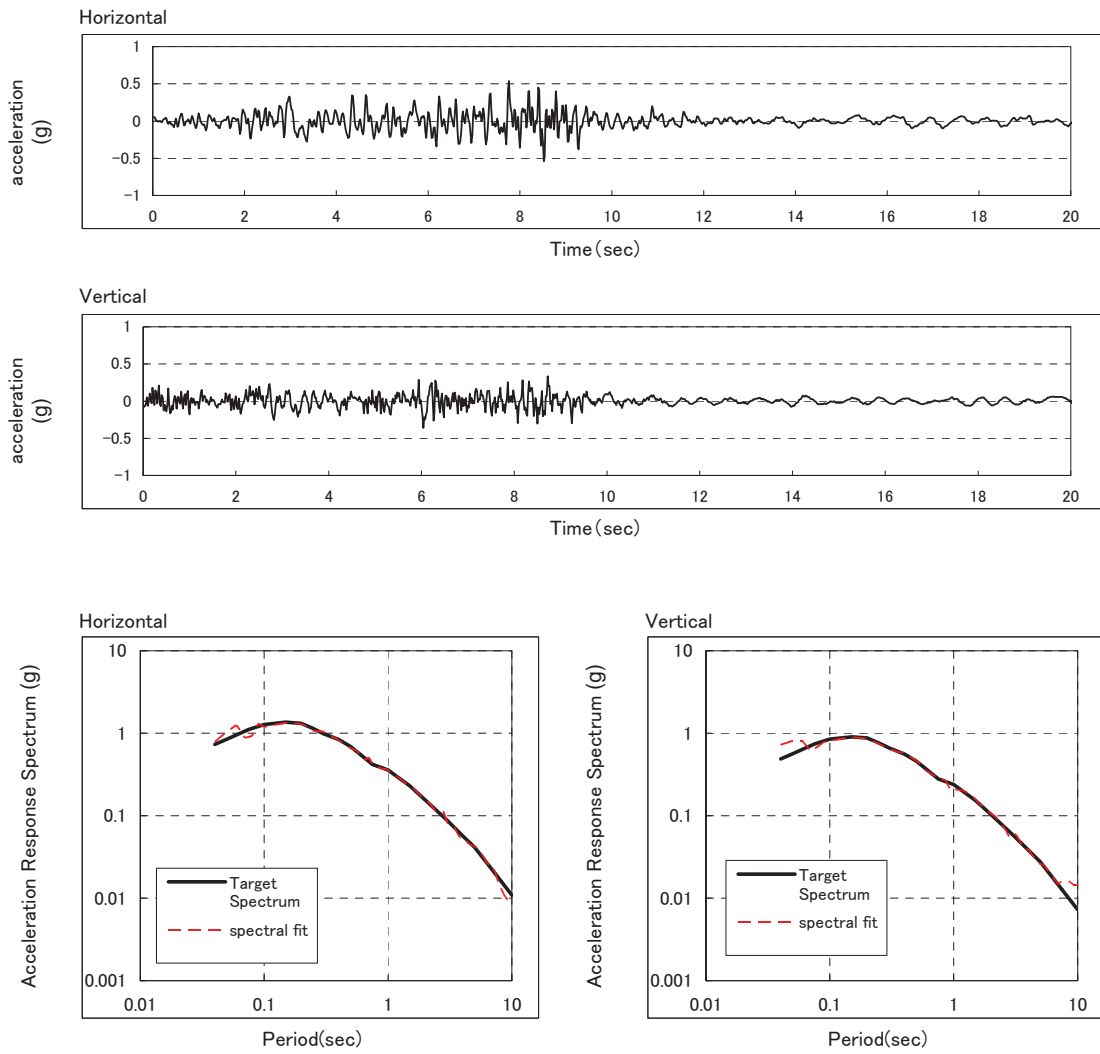 Horizontal
acceleration
(g)
1
0.5
0
−0.5
−1
0 2 4 6 8 10 12 14 16 18 20
Time(sec)
Vertical
acceleration
(g)
1
0.5
0
−0.5
−1
0 2 4 6 8 10 12 14 16 18 20
Time(sec)
Horizontal
Acceleration Response Spectrum (g)
10
1
0.1
0.01
0.001
Target
Spectrum
spectral fit
0.01 0.1 1 10
Period(sec)
Vertical
Acceleration Response Spectrum (g)
10
1
0.1
0.01
0.001
Target
Spectrum
spectral fit
0.01 0.1 1 10
Period(sec)